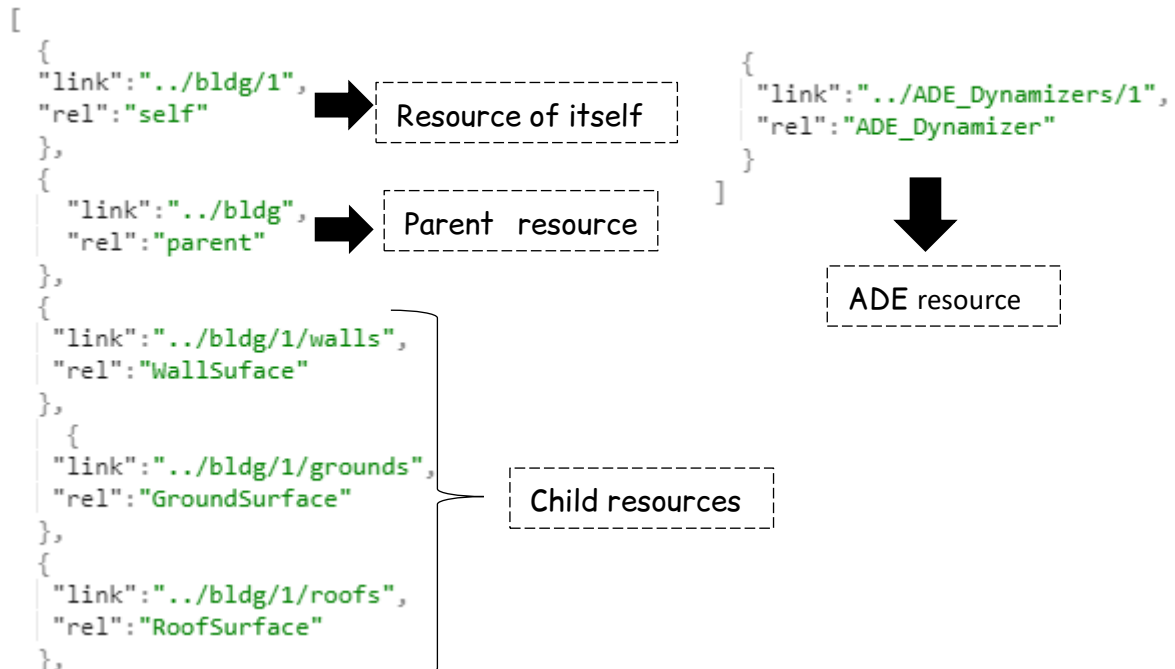 [
{
"link":"../bldg/1",
"rel":"self"
},
{
"link":"../bldg",
"rel":"parent"
},
{
"link":"../bldg/1/walls",
"rel":"WallSuface"
},
{
"link":"../bldg/1/grounds",
"rel":"GroundSurface"
},
{
"link":"../bldg/1/roofs",
"rel":"RoofSurface"
},
Resource of itself
Parent resource
Child resources
{
"link":"../ADE_Dynamizers/1",
"rel":"ADE_Dynamizer"
}
]
ADE resource